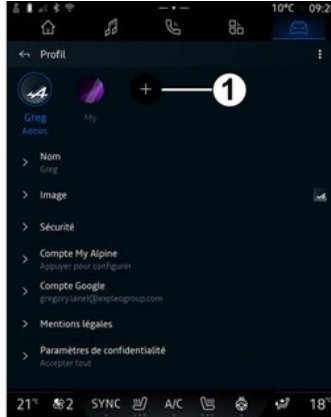 10°C 09:28
Profil
1
Greg
Admin.
My
Nom
Greg
Image
Sécurité
Compte My Alpine
Appuyer pour configurer
Compte Google
gregory.lanel@expleogroup.com
Mentions légales
Paramètres de confidentialité
Accepter tout
21° 2 SYNC A/C 18°